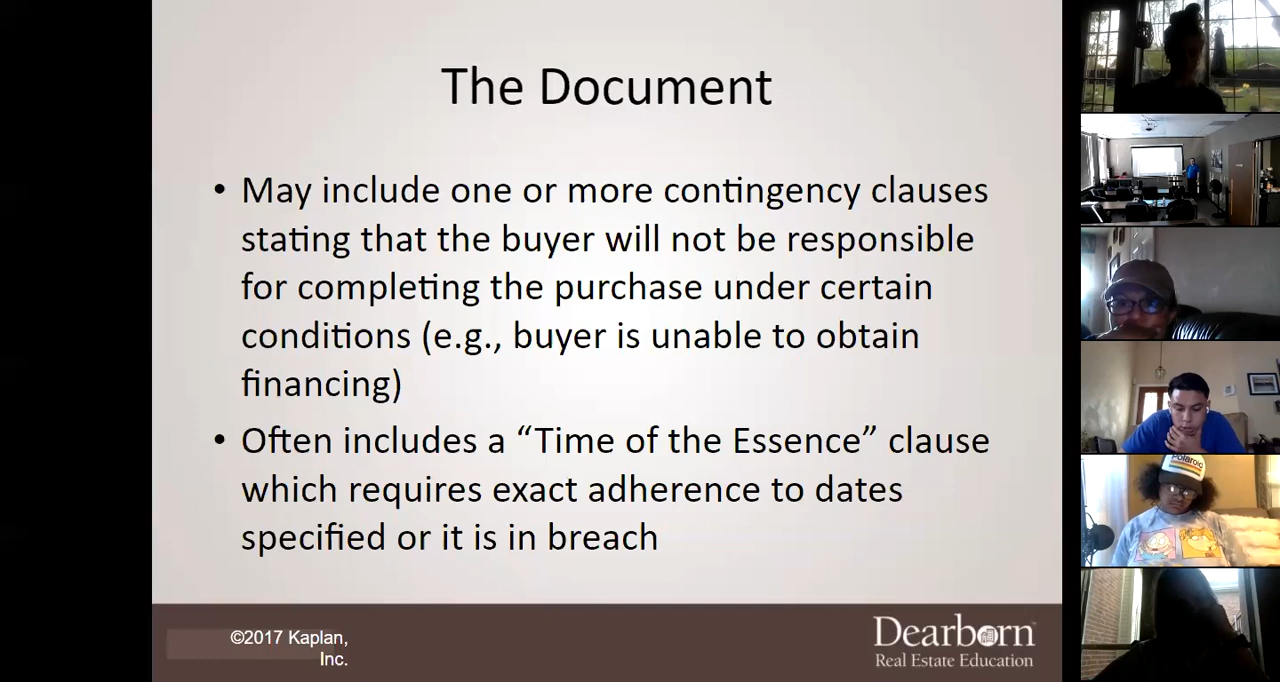 The Document
• May include one or more contingency clauses
stating that the buyer will not be responsible
for completing the purchase under certain
conditions (e.g., buyer is unable to obtain
financing)
• Often includes a “Time of the Essence” clause
which requires exact adherence to dates
specified or it is in breach
©2017 Kaplan,
Inc.
Dearborn
Real Estate Education
Polaroid